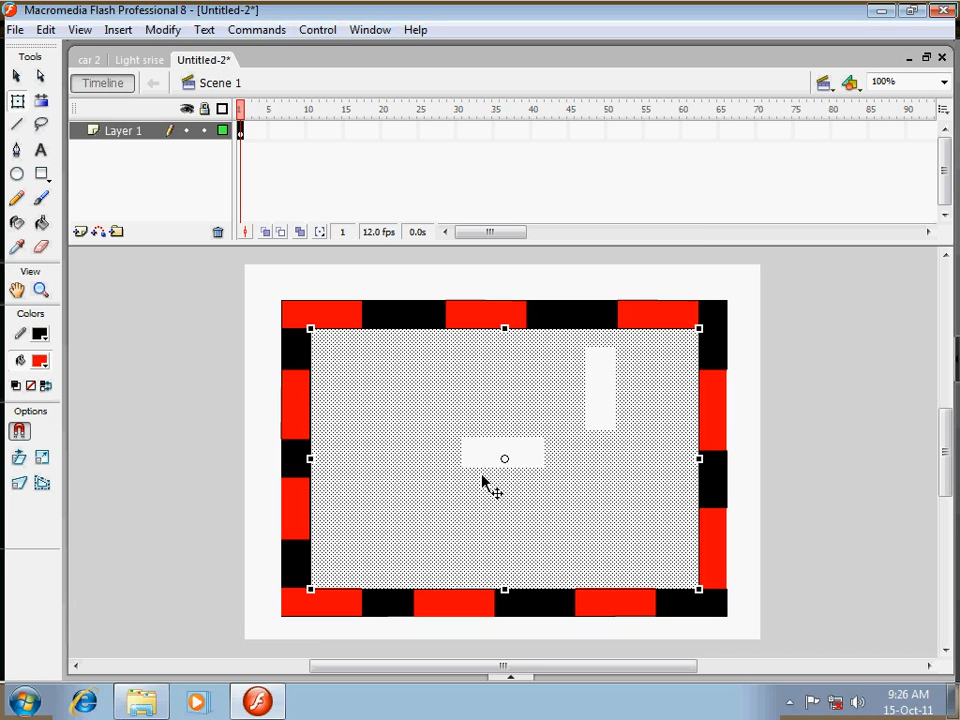 Macromedia Flash Professional 8 - [Untitled-2*]
File Edit View Insert Modify Text Commands Control Window Help
Tools
car 2 Light srise Untitled-2*
Timeline Scene 1 100%
1 5 10 15 20 25 30 35 40 45 50 55 60 65 70 75 80 85 90
Layer 1
1 12.0 fps 0.0s
View
Colors
Options
9:26 AM
15-Oct-11